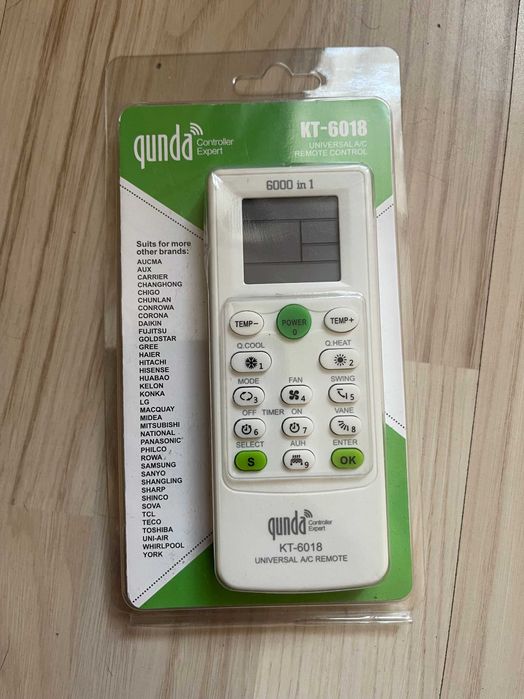 qunda Controller Expert
KT-6018
UNIVERSAL A/C
REMOTE CONTROL
Suits for more
other brands:
AUCMA
AUX
CARRIER
CHANGHONG
CHIGO
CHUNLAN
CONROWA
CORONA
DAIKIN
FUJITSU
GOLDSTAR
GREE
HAIER
HITACHI
HISENSE
HUABAO
KELON
KONKA
LG
MACQUAY
MIDEA
MITSUBISHI
NATIONAL
PANASONIC
PHILCO
ROWA
SAMSUNG
SANYO
SHANGLING
SHARP
SHINCO
SOVA
TCL
TECO
TOSHIBA
UNI-AIR
WHIRLPOOL
YORK
6000 in 1
TEMP- POWER 0 TEMP+
Q.COOL Q.HEAT
1 2
MODE FAN SWING
3 4 5
OFF TIMER ON VANE
6 7 8
SELECT AUH ENTER
S 9 OK
qunda Controller Expert
KT-6018
UNIVERSAL A/C REMOTE